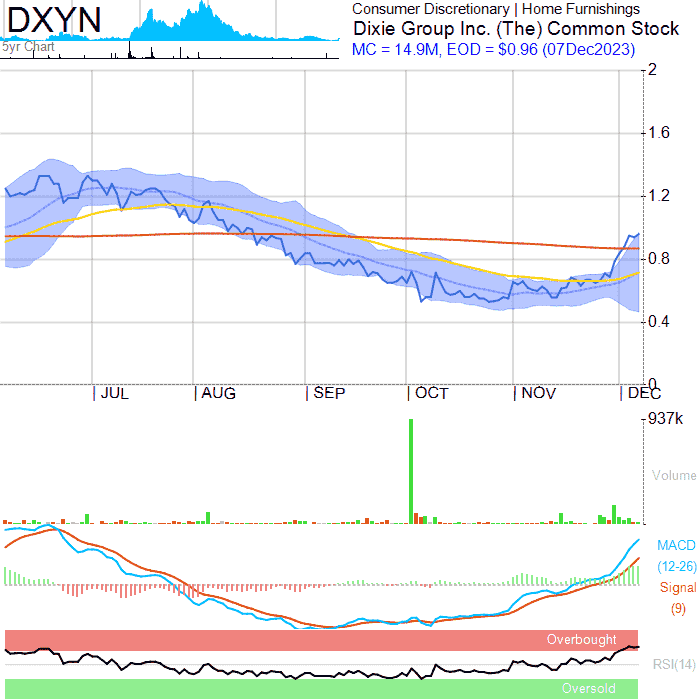 DXYN
5yr Chart
Consumer Discretionary | Home Furnishings
Dixie Group Inc. (The) Common Stock
MC = 14.9M, EOD = $0.96 (07Dec2023)
2
1.6
1.2
0.8
0.4
0
JUL AUG SEP OCT NOV DEC
937k
Volume
MACD
(12-26)
Signal
(9)
Overbought
RSI(14)
Oversold